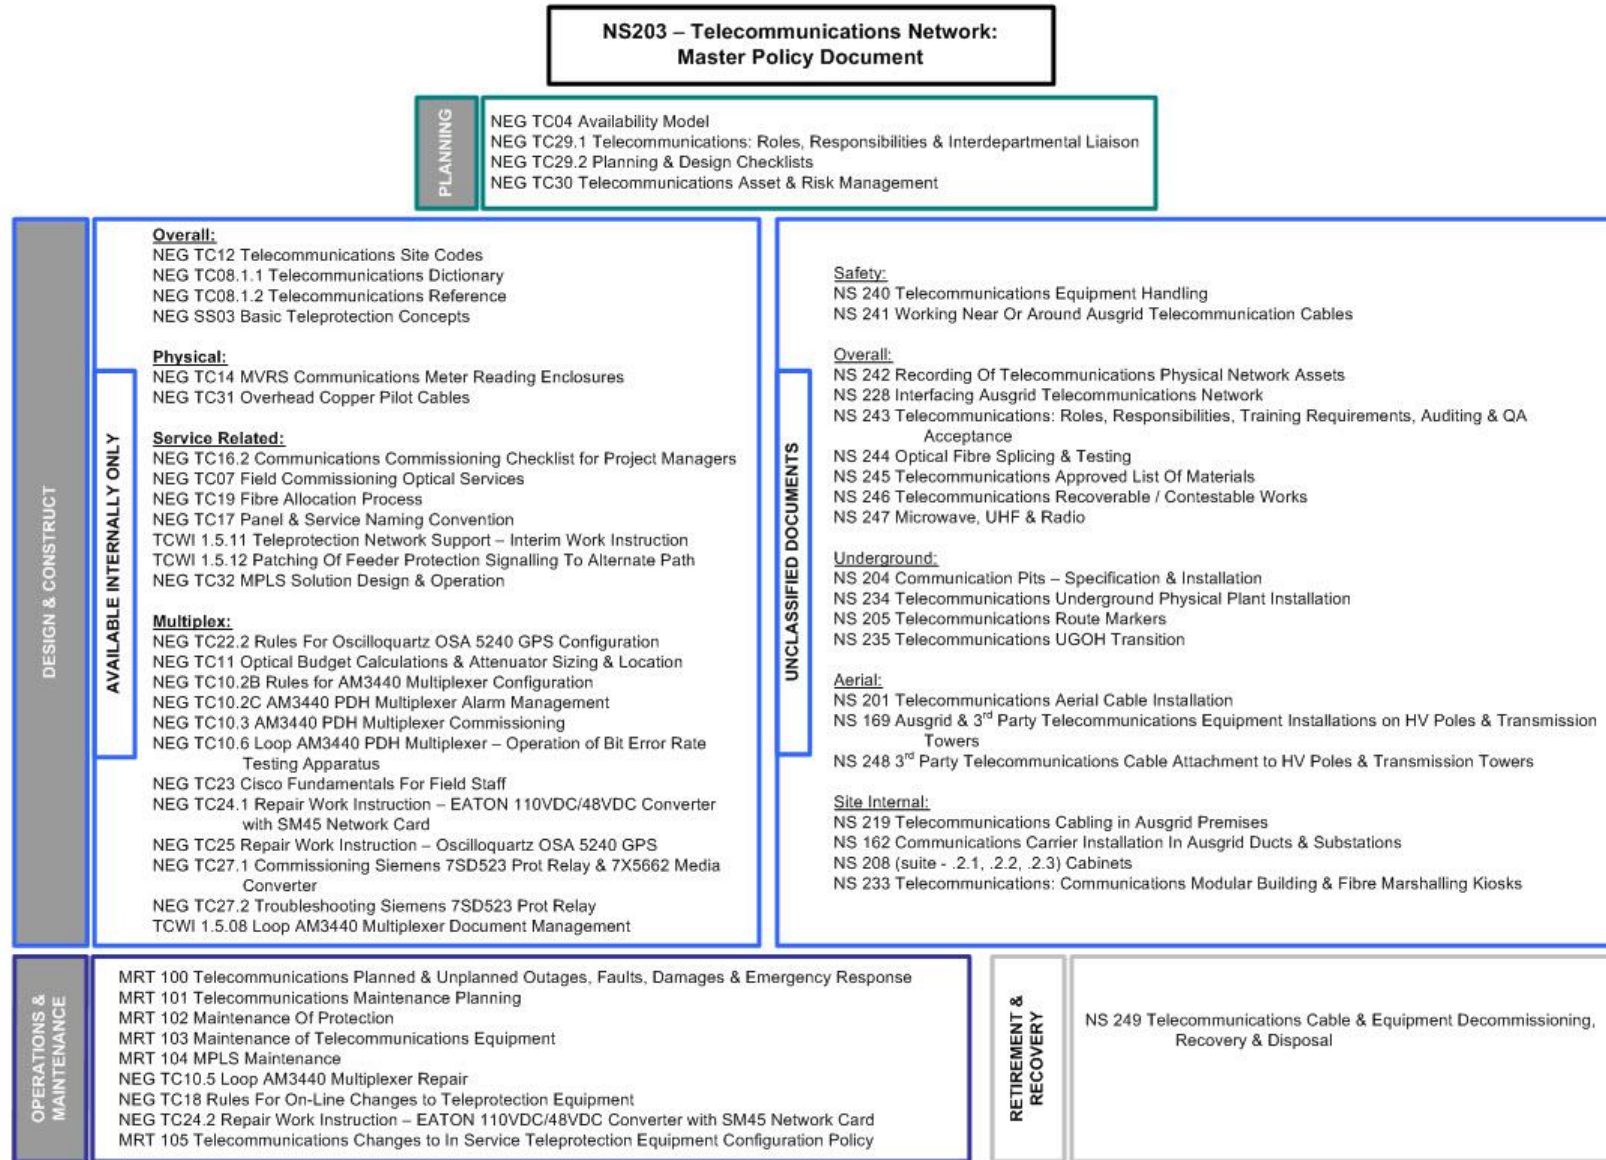 NS203 – Telecommunications Network:
Master Policy Document
PLANNING
NEG TC04 Availability Model
NEG TC29.1 Telecommunications: Roles, Responsibilities & Interdepartmental Liaison
NEG TC29.2 Planning & Design Checklists
NEG TC30 Telecommunications Asset & Risk Management
DESIGN & CONSTRUCT
AVAILABLE INTERNALLY ONLY
Overall:
NEG TC12 Telecommunications Site Codes
NEG TC08.1.1 Telecommunications Dictionary
NEG TC08.1.2 Telecommunications Reference
NEG SS03 Basic Teleprotection Concepts
Physical:
NEG TC14 MVRS Communications Meter Reading Enclosures
NEG TC31 Overhead Copper Pilot Cables
Service Related:
NEG TC16.2 Communications Commissioning Checklist for Project Managers
NEG TC07 Field Commissioning Optical Services
NEG TC19 Fibre Allocation Process
NEG TC17 Panel & Service Naming Convention
TCWI 1.5.11 Teleprotection Network Support – Interim Work Instruction
TCWI 1.5.12 Patching Of Feeder Protection Signalling To Alternate Path
NEG TC32 MPLS Solution Design & Operation
Multiplex:
NEG TC22.2 Rules For Oscilloquartz OSA 5240 GPS Configuration
NEG TC11 Optical Budget Calculations & Attenuator Sizing & Location
NEG TC10.2B Rules for AM3440 Multiplexer Configuration
NEG TC10.2C AM3440 PDH Multiplexer Alarm Management
NEG TC10.3 AM3440 PDH Multiplexer Commissioning
NEG TC10.6 Loop AM3440 PDH Multiplexer – Operation of Bit Error Rate
Testing Apparatus
NEG TC23 Cisco Fundamentals For Field Staff
NEG TC24.1 Repair Work Instruction – EATON 110VDC/48VDC Converter
with SM45 Network Card
NEG TC25 Repair Work Instruction – Oscilloquartz OSA 5240 GPS
NEG TC27.1 Commissioning Siemens 7SD523 Prot Relay & 7X5662 Media
Converter
NEG TC27.2 Troubleshooting Siemens 7SD523 Prot Relay
TCWI 1.5.08 Loop AM3440 Multiplexer Document Management
UNCLASSIFIED DOCUMENTS
Safety:
NS 240 Telecommunications Equipment Handling
NS 241 Working Near Or Around Ausgrid Telecommunication Cables
Overall:
NS 242 Recording Of Telecommunications Physical Network Assets
NS 228 Interfacing Ausgrid Telecommunications Network
NS 243 Telecommunications: Roles, Responsibilities, Training Requirements, Auditing & QA
Acceptance
NS 244 Optical Fibre Splicing & Testing
NS 245 Telecommunications Approved List Of Materials
NS 246 Telecommunications Recoverable / Contestable Works
NS 247 Microwave, UHF & Radio
Underground:
NS 204 Communication Pits – Specification & Installation
NS 234 Telecommunications Underground Physical Plant Installation
NS 205 Telecommunications Route Markers
NS 235 Telecommunications UGOH Transition
Aerial:
NS 201 Telecommunications Aerial Cable Installation
NS 169 Ausgrid & 3rd Party Telecommunications Equipment Installations on HV Poles & Transmission
Towers
NS 248 3rd Party Telecommunications Cable Attachment to HV Poles & Transmission Towers
Site Internal:
NS 219 Telecommunications Cabling in Ausgrid Premises
NS 162 Communications Carrier Installation In Ausgrid Ducts & Substations
NS 208 (suite - .2.1, .2.2, .2.3) Cabinets
NS 233 Telecommunications: Communications Modular Building & Fibre Marshalling Kiosks
OPERATIONS &
MAINTENANCE
MRT 100 Telecommunications Planned & Unplanned Outages, Faults, Damages & Emergency Response
MRT 101 Telecommunications Maintenance Planning
MRT 102 Maintenance Of Protection
MRT 103 Maintenance of Telecommunications Equipment
MRT 104 MPLS Maintenance
NEG TC10.5 Loop AM3440 Multiplexer Repair
NEG TC18 Rules For On-Line Changes to Teleprotection Equipment
NEG TC24.2 Repair Work Instruction – EATON 110VDC/48VDC Converter with SM45 Network Card
MRT 105 Telecommunications Changes to In Service Teleprotection Equipment Configuration Policy
RETIREMENT &
RECOVERY
NS 249 Telecommunications Cable & Equipment Decommissioning,
Recovery & Disposal